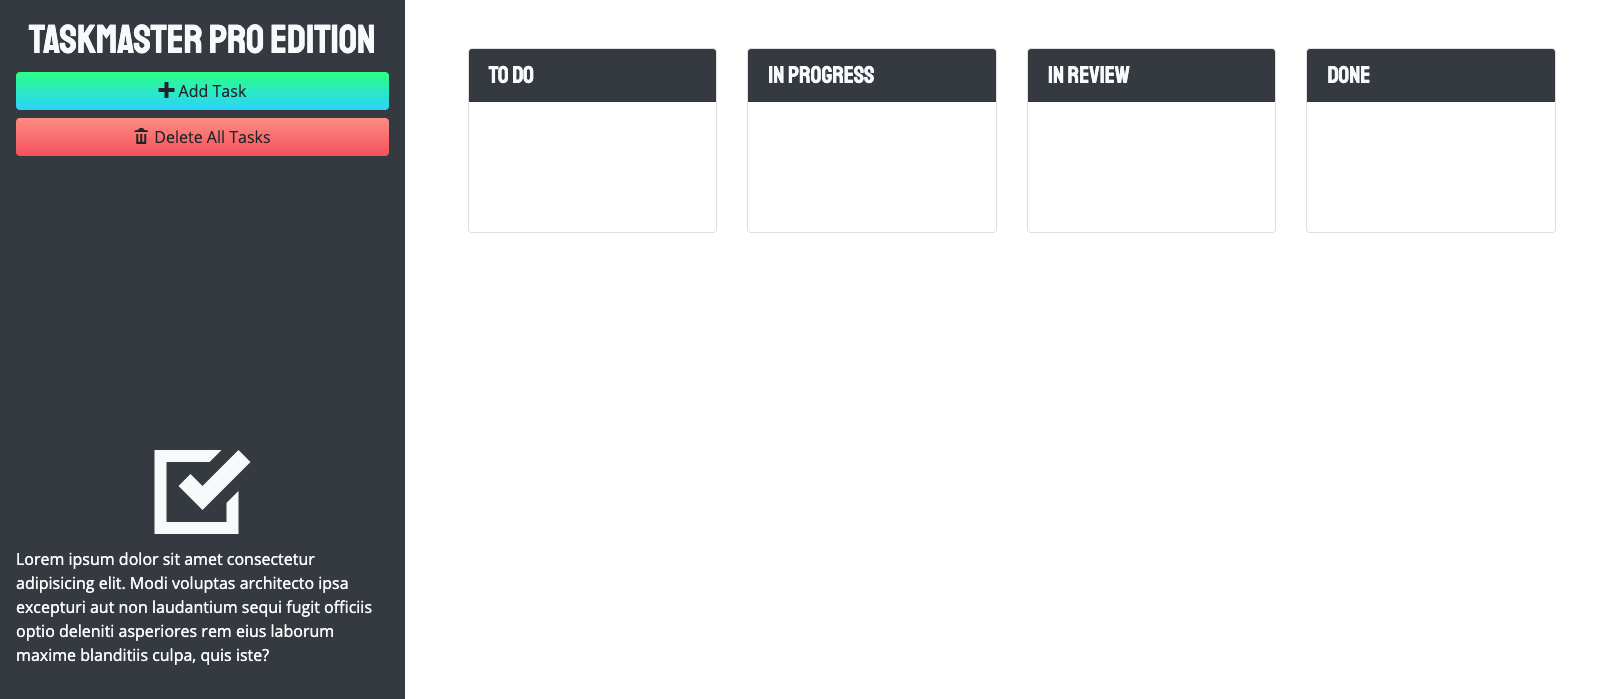 TASKMASTER PRO EDITION
Add Task
Delete All Tasks
Lorem ipsum dolor sit amet consectetur
adipisicing elit. Modi voluptas architecto ipsa
excepturi aut non laudantium sequi fugit officiis
optio deleniti asperiores rem eius laborum
maxime blanditiis culpa, quis iste?
TO DO
IN PROGRESS
IN REVIEW
DONE